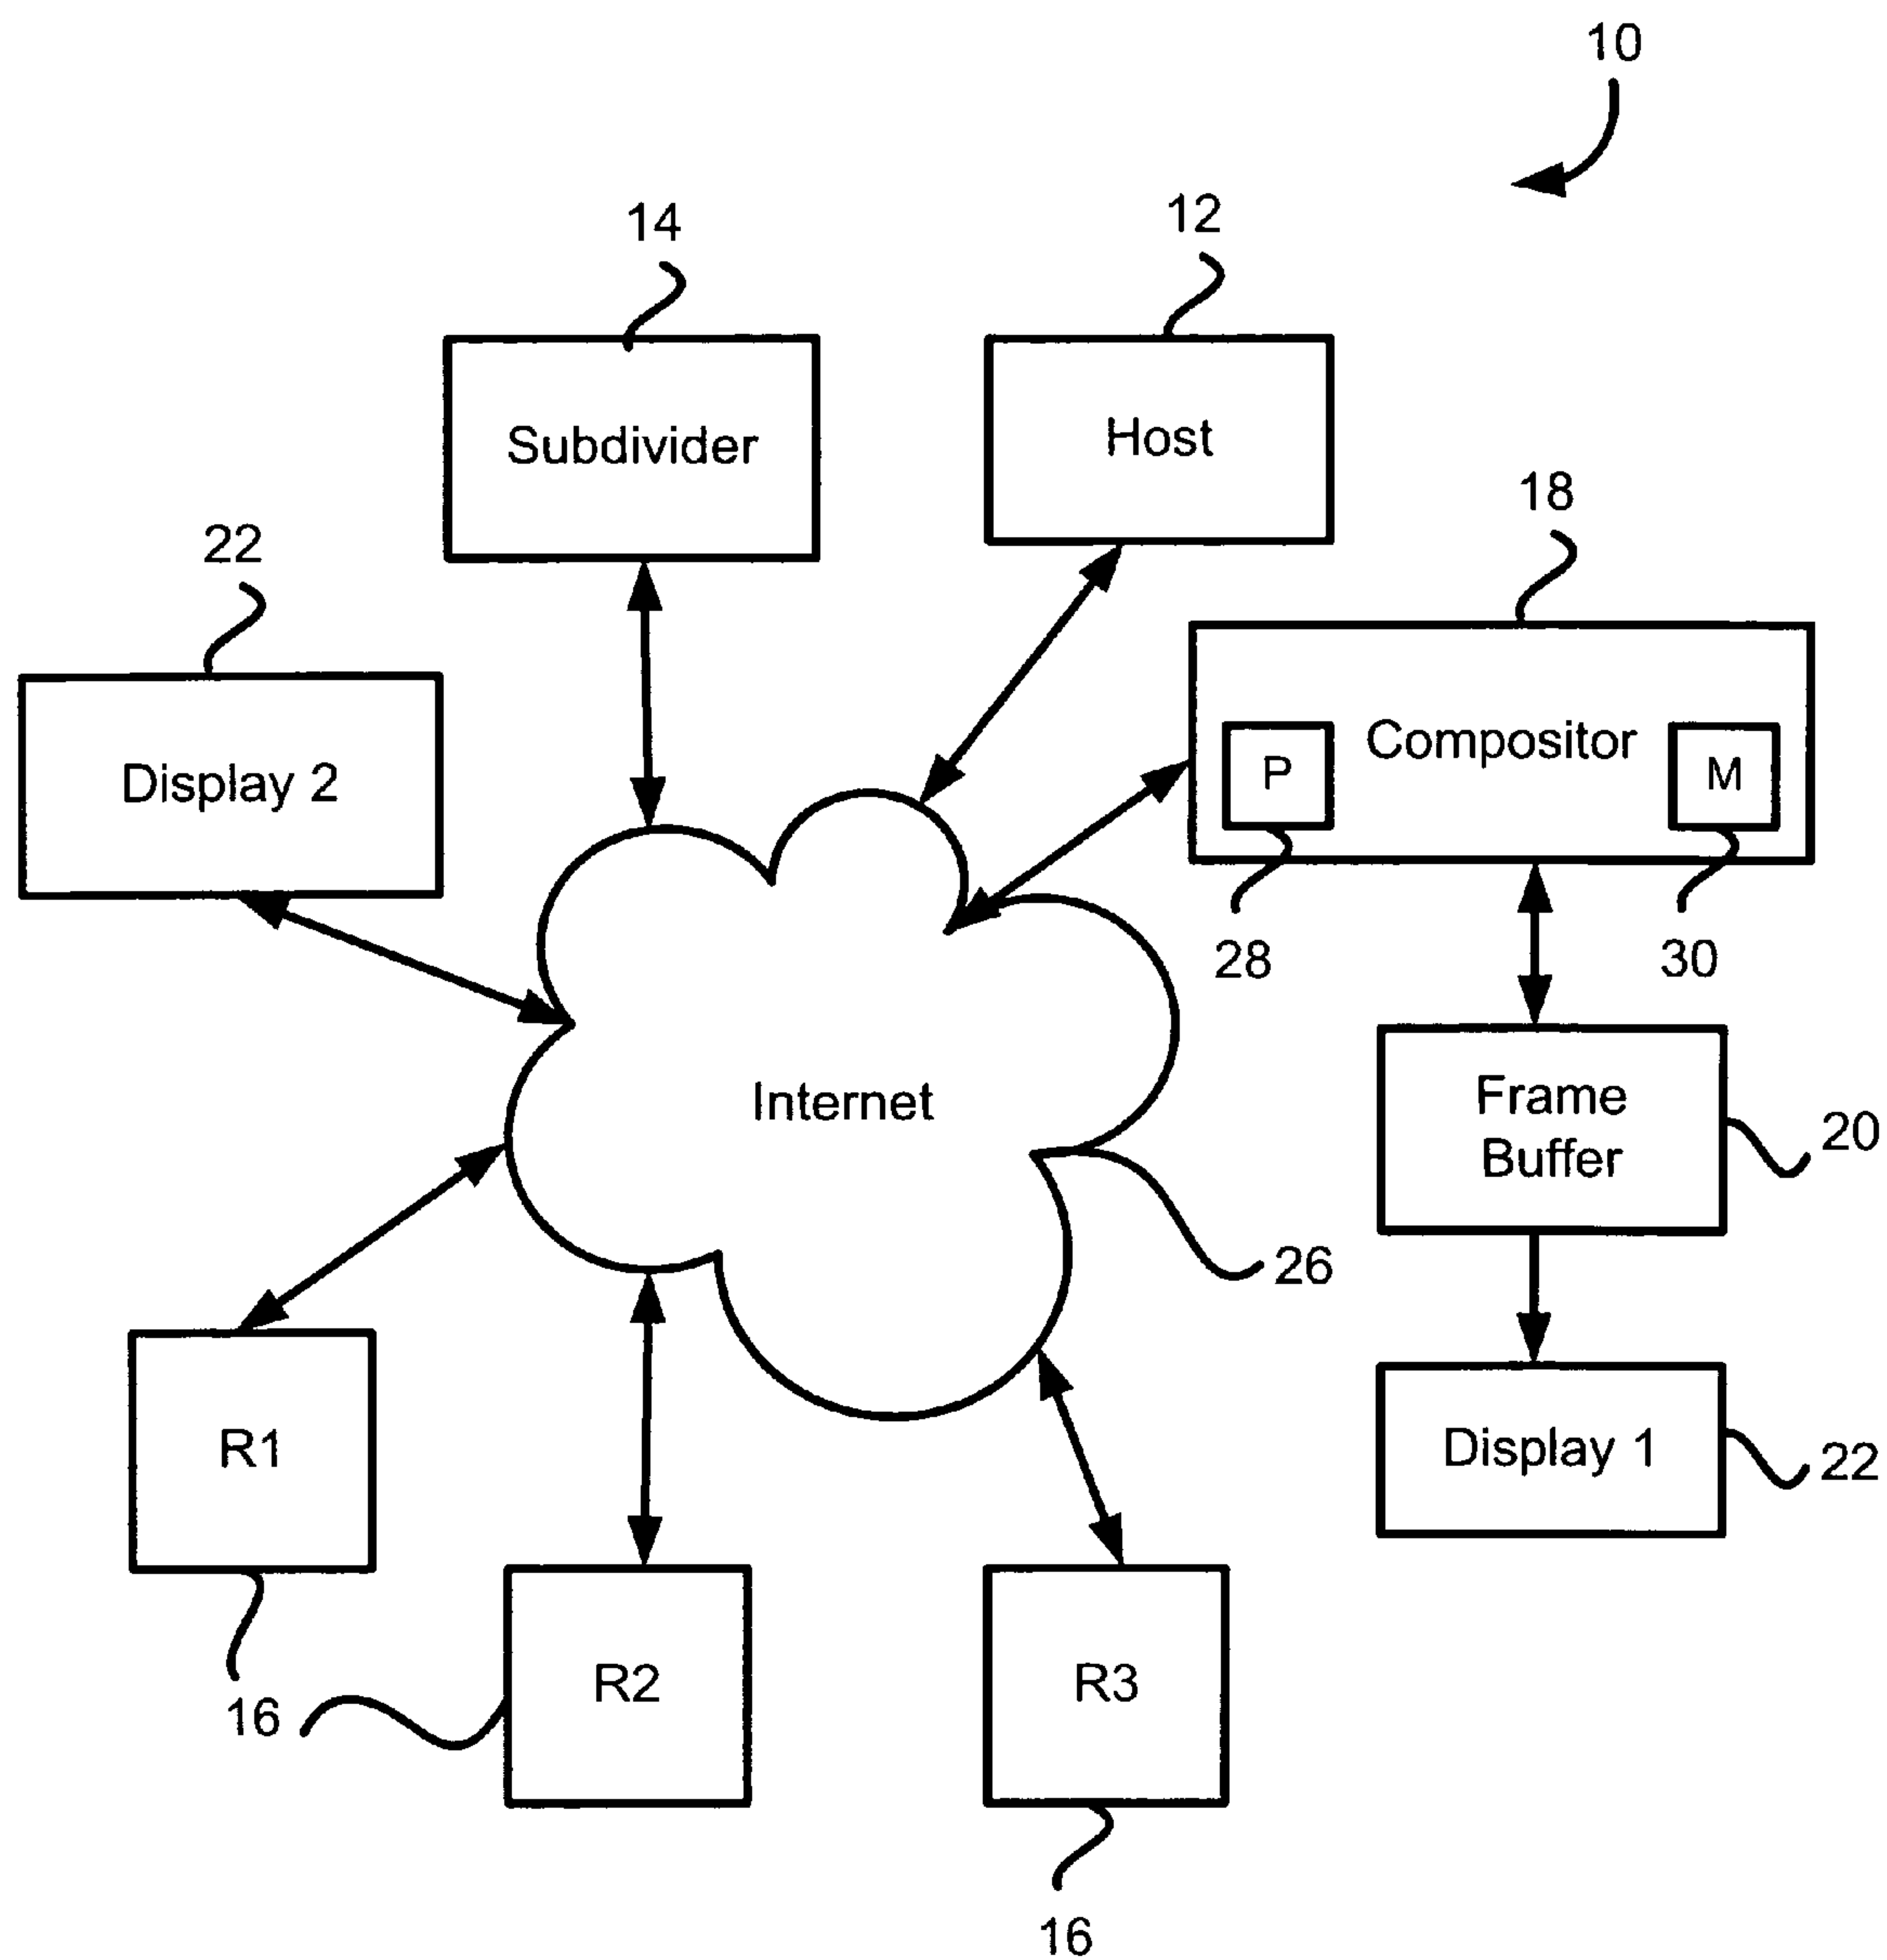 10
14
12
Subdivider
Host
22
18
Display 2
P
Compositor
M
28
30
Internet
Frame
Buffer
20
26
R1
Display 1
22
16
R2
R3
16